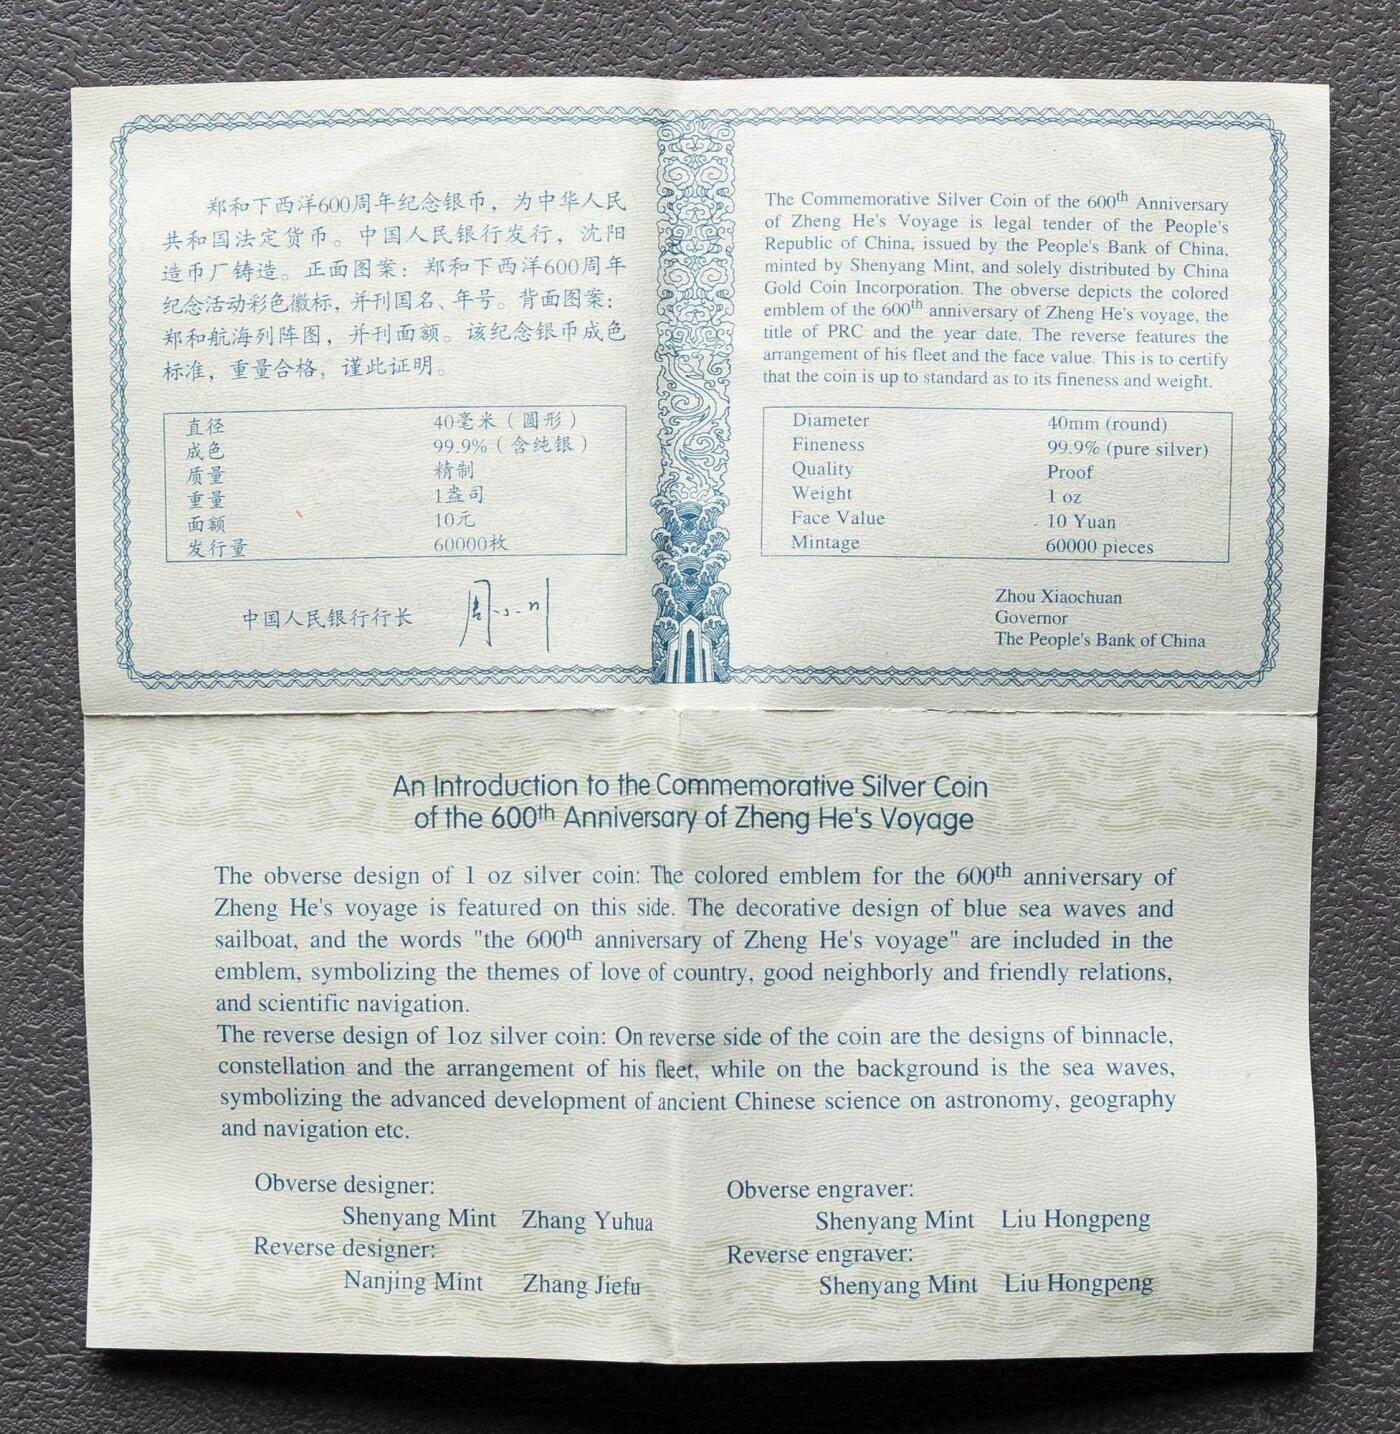 郑和下西洋600周年纪念银币，为中华人民
共和国法定货币。中国人民银行发行，沈阳
造币厂铸造。正面图案：郑和下西洋600周年
纪念活动彩色徽标，并刊国名、年号。背面图案：
郑和航海列阵图，并刊面额。该纪念银币成色
标准，重量合格，谨此证明。
直径 40毫米（圆形）
成色 99.9%（含纯银）
质量 精制
重量 1盎司
面额 10元
发行量 60000枚
中国人民银行行长 周小川
The Commemorative Silver Coin of the 600th Anniversary
of Zheng He's Voyage is legal tender of the People's
Republic of China, issued by the People's Bank of China,
minted by Shenyang Mint, and solely distributed by China
Gold Coin Incorporation. The obverse depicts the colored
emblem of the 600th anniversary of Zheng He's voyage, the
title of PRC and the year date. The reverse features the
arrangement of his fleet and the face value. This is to certify
that the coin is up to standard as to its fineness and weight.
Diameter 40mm (round)
Fineness 99.9% (pure silver)
Quality Proof
Weight 1 oz
Face Value 10 Yuan
Mintage 60000 pieces
Zhou Xiaochuan
Governor
The People's Bank of China
An Introduction to the Commemorative Silver Coin
of the 600th Anniversary of Zheng He's Voyage
The obverse design of 1 oz silver coin: The colored emblem for the 600th anniversary of
Zheng He's voyage is featured on this side. The decorative design of blue sea waves and
sailboat, and the words "the 600th anniversary of Zheng He's voyage" are included in the
emblem, symbolizing the themes of love of country, good neighborly and friendly relations,
and scientific navigation.
The reverse design of 1oz silver coin: On reverse side of the coin are the designs of binnacle,
constellation and the arrangement of his fleet, while on the background is the sea waves,
symbolizing the advanced development of ancient Chinese science on astronomy, geography
and navigation etc.
Obverse designer:
Shenyang Mint Zhang Yuhua
Reverse designer:
Nanjing Mint Zhang Jiefu
Obverse engraver:
Shenyang Mint Liu Hongpeng
Reverse engraver:
Shenyang Mint Liu Hongpeng